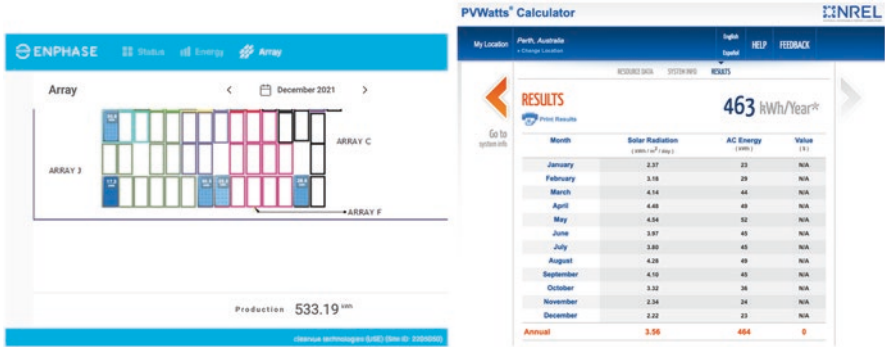 ENPHASE Status Energy Array
Array
December 2021
ARRAY C
ARRAY 3
ARRAY F
Production 533.19 kWh
PVWatts® Calculator
NREL
My Location
Perth, Australia
» Change Location
English
Español
HELP
FEEDBACK
RESOURCE DATA SYSTEM INFO RESULTS
Go to
system info
RESULTS
Print Results
463 kWh/Year*
Month Solar Radiation AC Energy Value
( kWh / m² / day ) ( kWh ) ( $ )
January 2.37 23 N/A
February 3.18 29 N/A
March 4.14 44 N/A
April 4.48 49 N/A
May 4.54 52 N/A
June 3.97 45 N/A
July 3.80 45 N/A
August 4.28 49 N/A
September 4.10 45 N/A
October 3.32 36 N/A
November 2.34 24 N/A
December 2.22 23 N/A
Annual 3.56 464 0